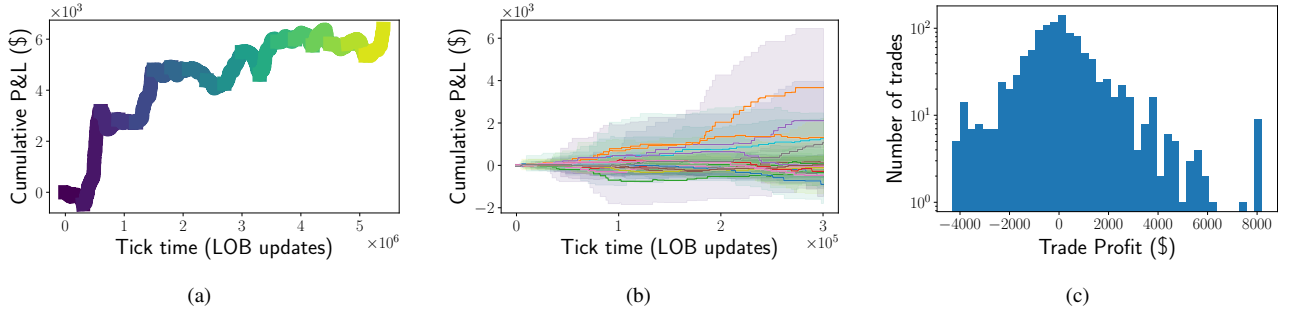 ×10³
6
4
2
0
Cumulative P&L ($)
0 1 2 3 4 5
×10⁶
Tick time (LOB updates)
(a)
×10³
6
4
2
0
−2
Cumulative P&L ($)
0 1 2 3
×10⁵
Tick time (LOB updates)
(b)
10²
10¹
10⁰
Number of trades
−4000 −2000 0 2000 4000 6000 8000
Trade Profit ($)
(c)